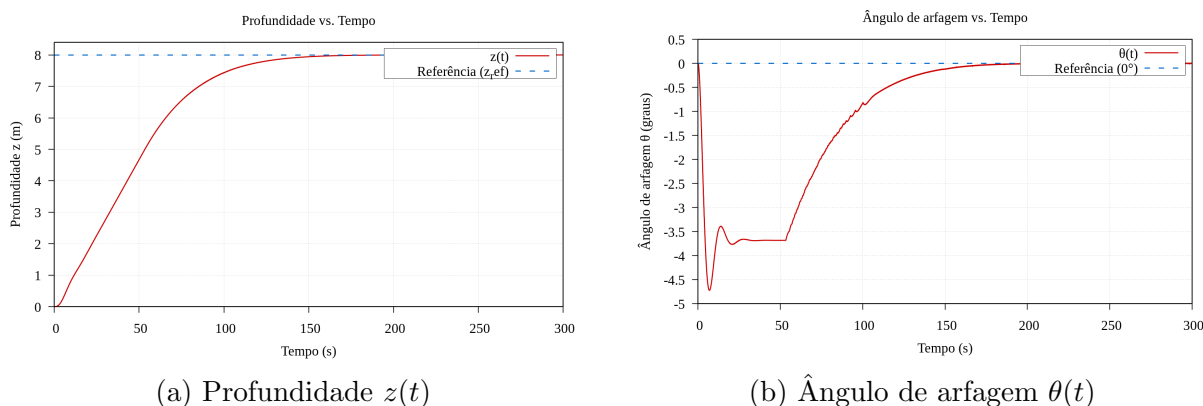 Profundidade vs. Tempo
Profundidade z (m)
8
7
6
5
4
3
2
1
0
0 50 100 150 200 250 300
Tempo (s)
z(t)
Referência (z_ref)
(a) Profundidade z(t)
Ângulo de arfagem vs. Tempo
Ângulo de arfagem θ (graus)
0.5
0
-0.5
-1
-1.5
-2
-2.5
-3
-3.5
-4
-4.5
-5
0 50 100 150 200 250 300
Tempo (s)
θ(t)
Referência (0°)
(b) Ângulo de arfagem θ(t)